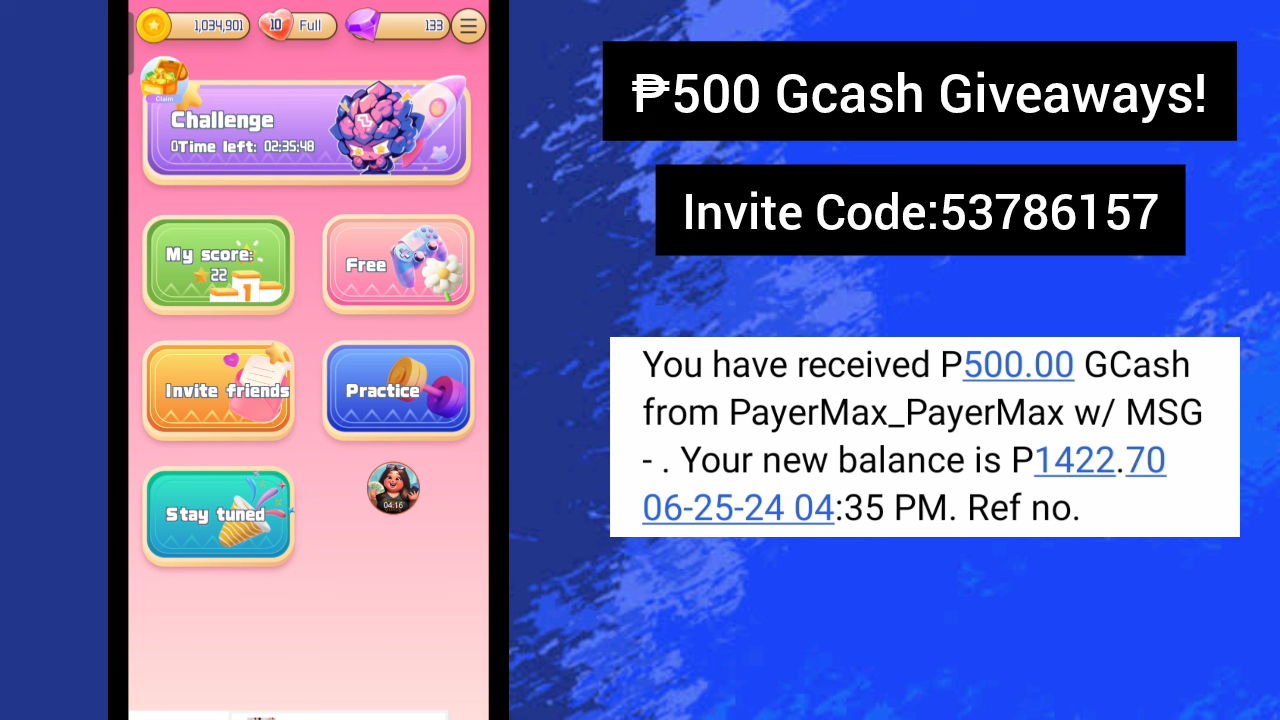 1,034,901
10
Full
133
Claim
Challenge
0Time left: 02:35:48
My score:
22
1
Free
Invite friends
Practice
Stay tuned
04:16
₱500 Gcash Giveaways!
Invite Code:53786157
You have received P500.00 GCash
from PayerMax_PayerMax w/ MSG
- . Your new balance is P1422.70
06-25-24 04:35 PM. Ref no.